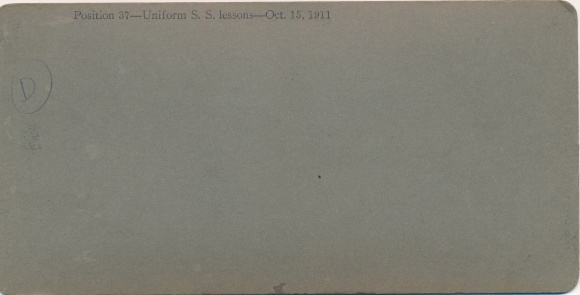 Position 37—Uniform S. S. lessons—Oct. 15, 1911
D